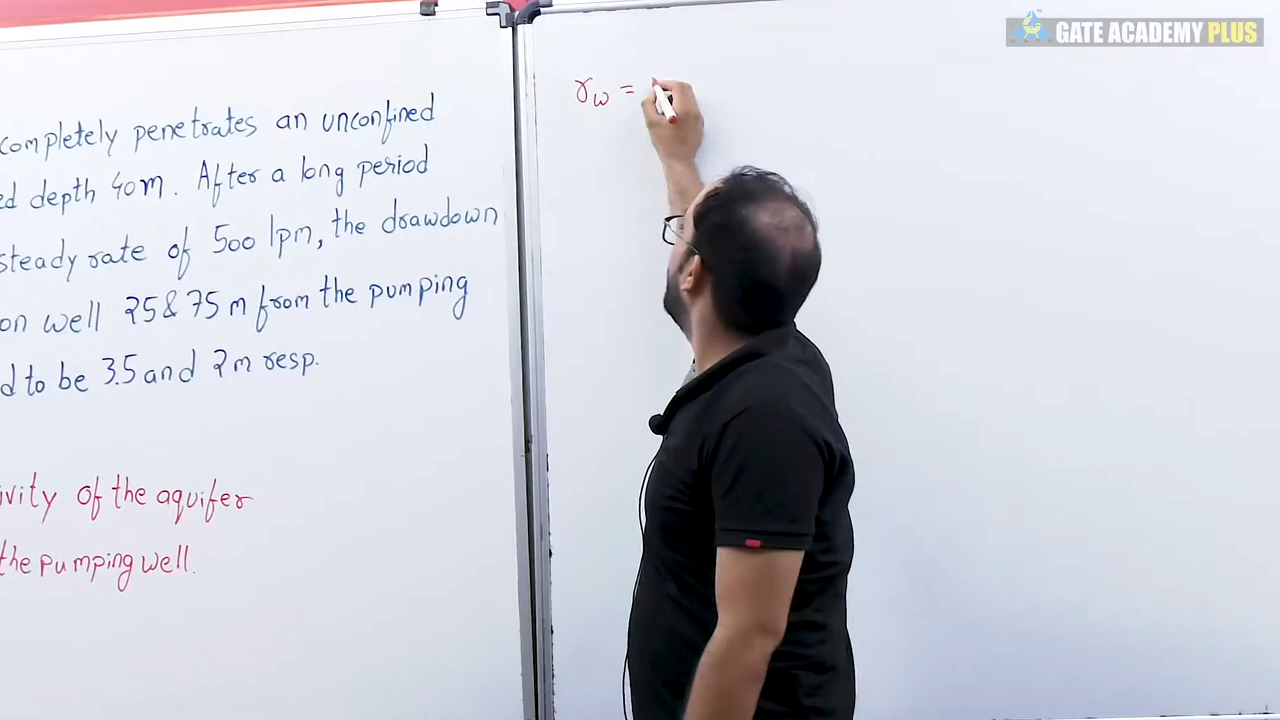 completely penetrates an unconfined
ed depth 40m. After a long period
steady rate of 500 lpm, the drawdown
on well 25 & 75 m from the pumping
d to be 3.5 and 2m resp.
ivity of the aquifer
the pumping well.
rw =
GATE ACADEMY PLUS